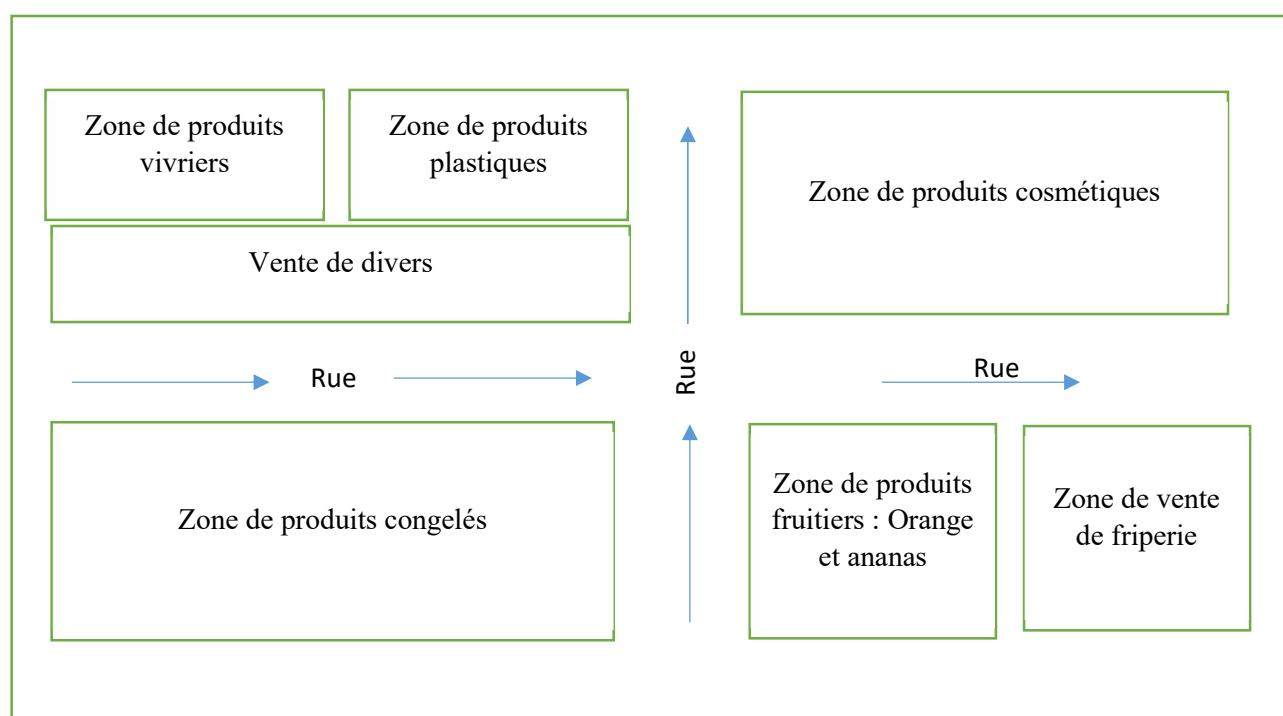 Zone de produits
vivriers
Zone de produits
plastiques
Vente de divers
Zone de produits cosmétiques
Rue
Rue
Rue
Zone de produits congelés
Zone de produits
fruitiers : Orange
et ananas
Zone de vente
de friperie